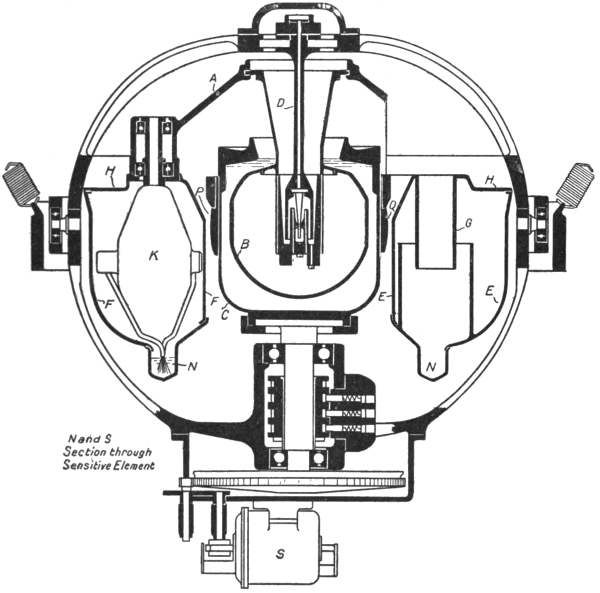 A
D
H
H
P
Q
G
K
B
F
F
C
E
E
N
N
N and S
Section through
Sensitive Element
S